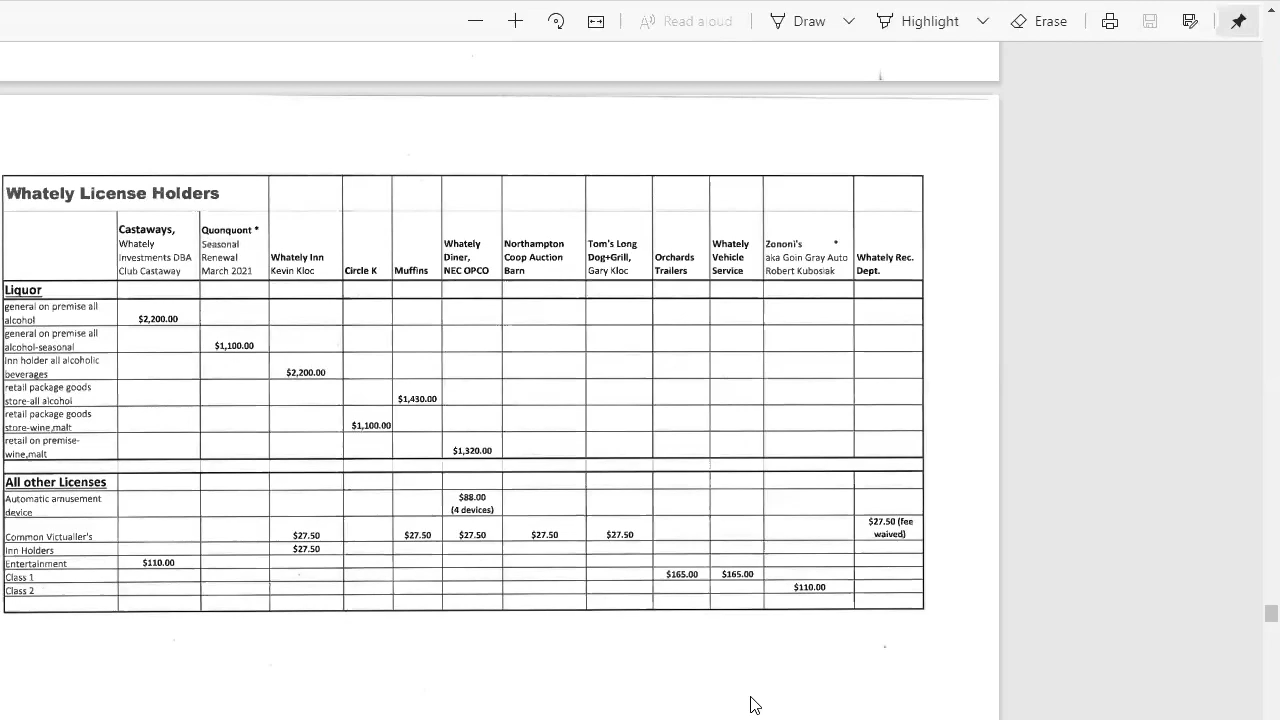 Read aloud Draw Highlight Erase
Whately License Holders
Castaways, Whately Investments DBA Club Castaway
Quonquont * Seasonal Renewal March 2021
Whately Inn Kevin Kloc
Circle K
Muffins
Whately Diner, NEC OPCO
Northampton Coop Auction Barn
Tom's Long Dog+Grill, Gary Kloc
Orchards Trailers
Whately Vehicle Service
Zononi's * aka Goin Gray Auto Robert Kubosiak
Whately Rec. Dept.
Liquor
general on premise all alcohol $2,200.00
general on premise all alcohol-seasonal $1,100.00
Inn holder all alcoholic beverages $2,200.00
retail package goods store-all alcohol $1,430.00
retail package goods store-wine,malt $1,100.00
retail on premise-wine,malt $1,320.00
All other Licenses
Automatic amusement device $88.00 (4 devices)
Common Victualler's $27.50 $27.50 $27.50 $27.50 $27.50 $27.50 (fee waived)
Inn Holders $27.50
Entertainment $110.00
Class 1 $165.00 $165.00
Class 2 $110.00